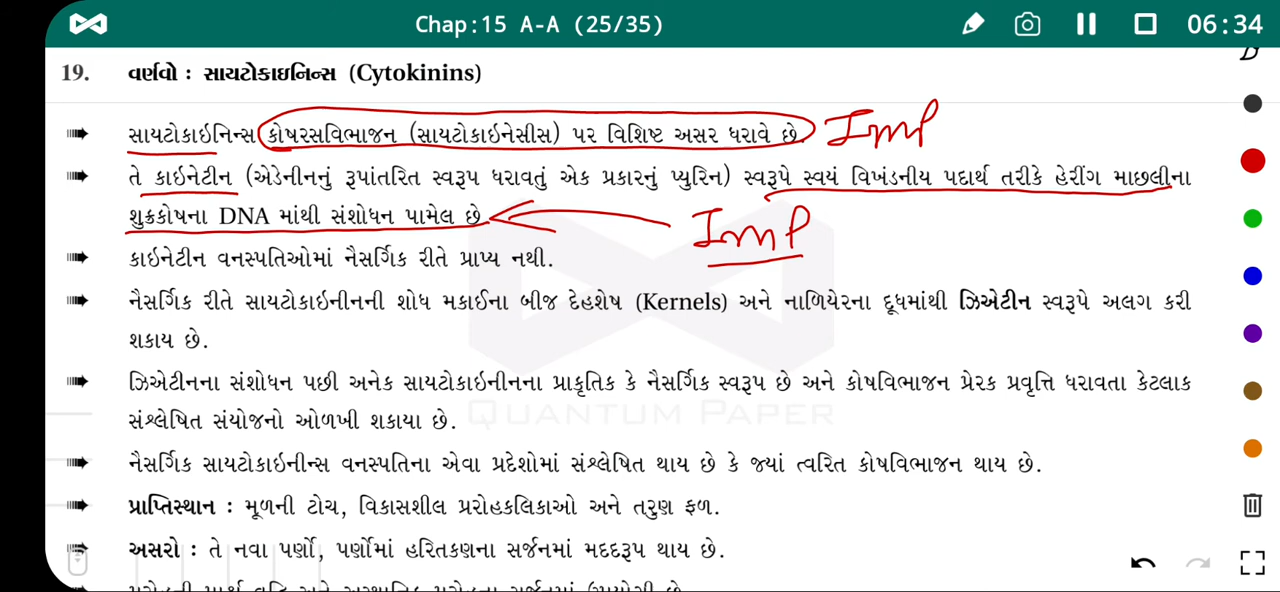 Chap:15 A-A (25/35)
06:34
19. વર્ણવો : સાયટોકાઇનિન્સ (Cytokinins)
સાયટોકાઇનિન્સ કોષરસવિભાજન (સાયટોકાઇનેસીસ) પર વિશિષ્ટ અસર ધરાવે છે. Imp
તે કાઇનેટીન (એડેનીનનું રૂપાંતરિત સ્વરૂપ ધરાવતું એક પ્રકારનું પ્યુરિન) સ્વરૂપે સ્વયં વિખંડનીય પદાર્થ તરીકે હેરીંગ માછલીના
શુક્રકોષના DNA માંથી સંશોધન પામેલ છે. Imp
કાઇનેટીન વનસ્પતિઓમાં નૈસર્ગિક રીતે પ્રાપ્ય નથી.
નૈસર્ગિક રીતે સાયટોકાઇનીનની શોધ મકાઈના બીજ દેહશેષ (Kernels) અને નાળિયેરના દૂધમાંથી ઝિએટીન સ્વરૂપે અલગ કરી
શકાય છે.
ઝિએટીનના સંશોધન પછી અનેક સાયટોકાઇનીનના પ્રાકૃતિક કે નૈસર્ગિક સ્વરૂપ છે અને કોષવિભાજન પ્રેરક પ્રવૃત્તિ ધરાવતા કેટલાક
સંશ્લેષિત સંયોજનો ઓળખી શકાયા છે.
QUANTUM PAPER
નૈસર્ગિક સાયટોકાઇનીન્સ વનસ્પતિના એવા પ્રદેશોમાં સંશ્લેષિત થાય છે કે જ્યાં ત્વરિત કોષવિભાજન થાય છે.
પ્રાપ્તિસ્થાન : મૂળની ટોચ, વિકાસશીલ પ્રરોહકલિકાઓ અને તરુણ ફળ.
અસરો : તે નવા પર્ણો, પર્ણોમાં હરિતકણના સર્જનમાં મદદરૂપ થાય છે.